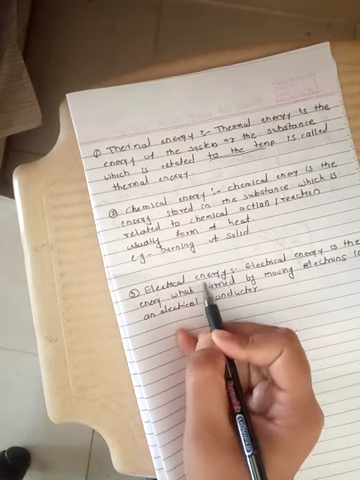 ① Thermal energy :- Thermal energy is the
energy of the system or the substance
which is related to the temp. is called
thermal energy
② Chemical energy :- chemical enery is the
energy stored in the substance which is
related to chemical action / reaction
usually form of heat.
e.g - burning of solid
③ Electrical energy : Electrical energy is the
enery which carried by moving electrons in
an electical conductor